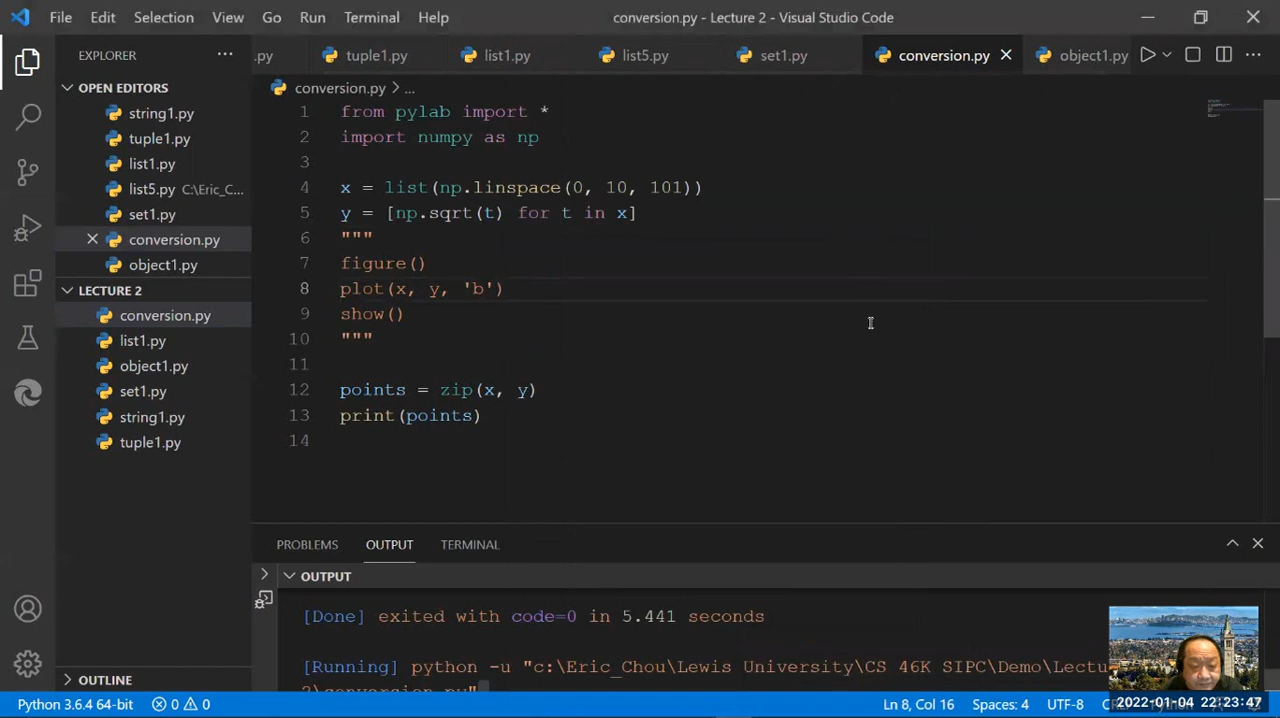 File Edit Selection View Go Run Terminal Help conversion.py - Lecture 2 - Visual Studio Code
EXPLORER ... .py tuple1.py list1.py list5.py set1.py conversion.py object1.py
OPEN EDITORS
string1.py
tuple1.py
list1.py
list5.py C:\Eric_C...
set1.py
conversion.py
object1.py
LECTURE 2
conversion.py
list1.py
object1.py
set1.py
string1.py
tuple1.py
OUTLINE
conversion.py > ...
1 from pylab import *
2 import numpy as np
3
4 x = list(np.linspace(0, 10, 101))
5 y = [np.sqrt(t) for t in x]
6 """
7 figure()
8 plot(x, y, 'b')
9 show()
10 """
11
12 points = zip(x, y)
13 print(points)
14
PROBLEMS OUTPUT TERMINAL
OUTPUT
[Done] exited with code=0 in 5.441 seconds
[Running] python -u "c:\Eric_Chou\Lewis University\CS 46K SIPC\Demo\Lectu
2\conversion.py"
Python 3.6.4 64-bit 0 0 Ln 8, Col 16 Spaces: 4 UTF-8
2022-01-04 22:23:47